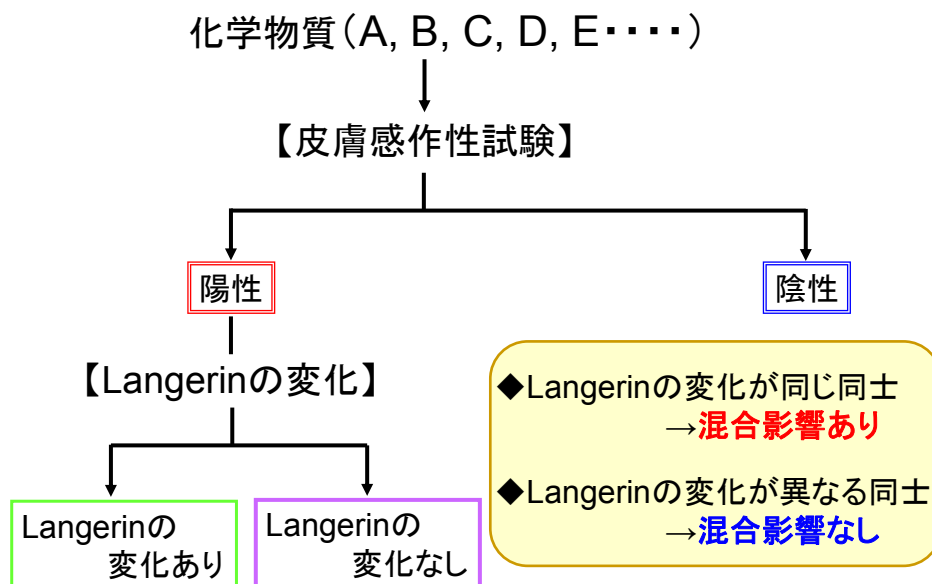 化学物質（A, B, C, D, E・・・・）
【皮膚感作性試験】
陽性
陰性
【Langerinの変化】
◆Langerinの変化が同じ同士
→混合影響あり
◆Langerinの変化が異なる同士
→混合影響なし
Langerinの
変化あり
Langerinの
変化なし